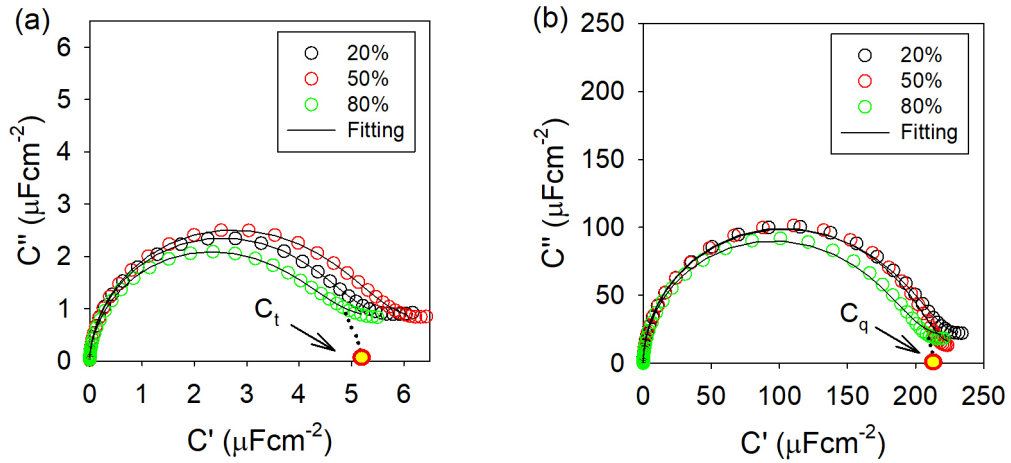 (a)
6
5
4
3
2
1
0
C'' (μFcm⁻²)
20%
50%
80%
Fitting
Cₜ
0 1 2 3 4 5 6
C' (μFcm⁻²)
(b)
250
200
150
100
50
0
C'' (μFcm⁻²)
20%
50%
80%
Fitting
C_q
0 50 100 150 200 250
C' (μFcm⁻²)